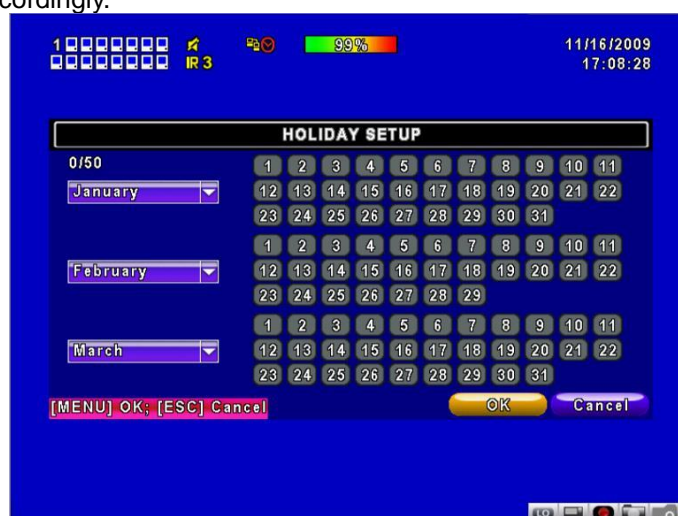 cordingly.
1 99% 11/16/2009
IR 3 17:08:28
HOLIDAY SETUP
0/50 1 2 3 4 5 6 7 8 9 10 11
January 12 13 14 15 16 17 18 19 20 21 22
23 24 25 26 27 28 29 30 31
1 2 3 4 5 6 7 8 9 10 11
February 12 13 14 15 16 17 18 19 20 21 22
23 24 25 26 27 28 29
1 2 3 4 5 6 7 8 9 10 11
March 12 13 14 15 16 17 18 19 20 21 22
23 24 25 26 27 28 29 30 31
[MENU] OK; [ESC] Cancel OK Cancel